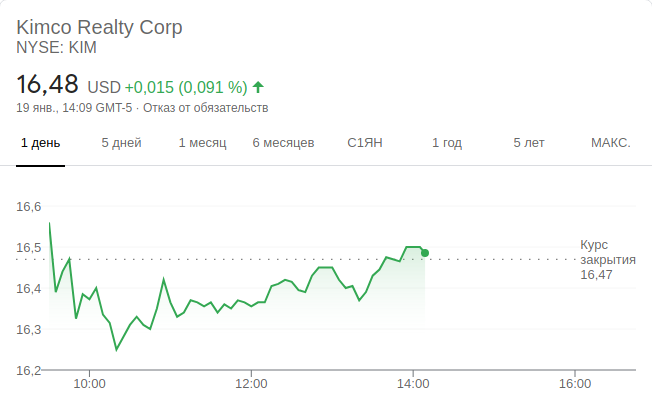 Kimco Realty Corp
NYSE: KIM
16,48 USD +0,015 (0,091 %)
19 янв., 14:09 GMT-5 · Отказ от обязательств
1 день 5 дней 1 месяц 6 месяцев С1ЯН 1 год 5 лет МАКС.
16,6
16,5
16,4
16,3
16,2
Курс
закрытия
16,47
10:00 12:00 14:00 16:00